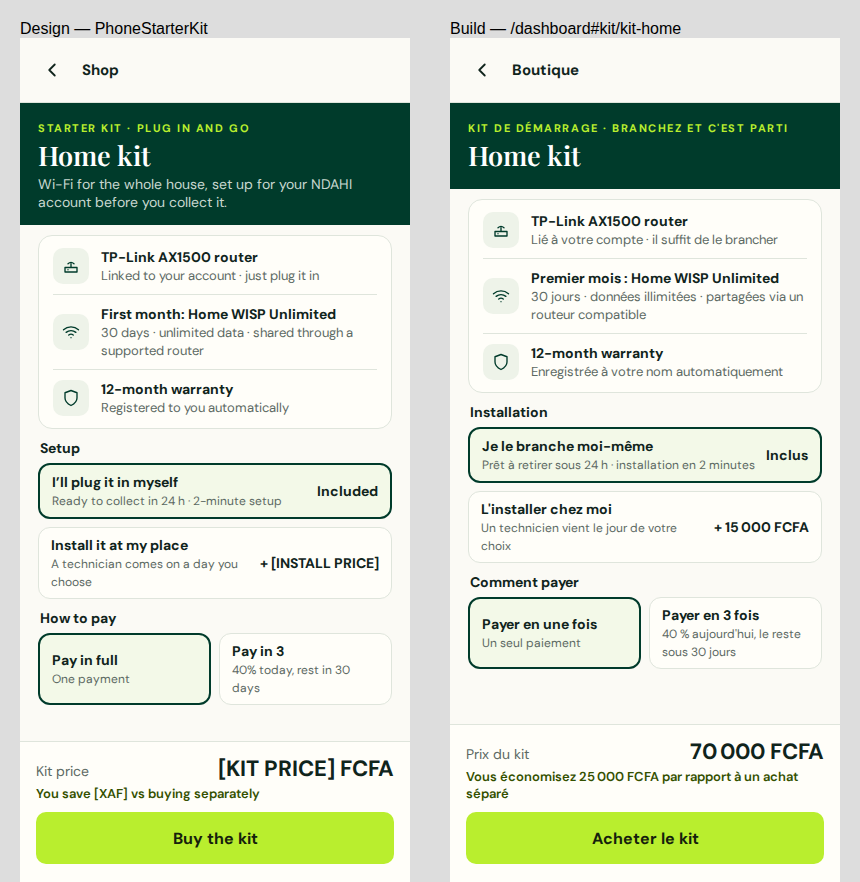 Design — PhoneStarterKit
Shop
STARTER KIT · PLUG IN AND GO
Home kit
Wi-Fi for the whole house, set up for your NDAHI
account before you collect it.
TP-Link AX1500 router
Linked to your account · just plug it in
First month: Home WISP Unlimited
30 days · unlimited data · shared through a
supported router
12-month warranty
Registered to you automatically
Setup
I'll plug it in myself
Ready to collect in 24 h · 2-minute setup
Included
Install it at my place
A technician comes on a day you
choose
+ [INSTALL PRICE]
How to pay
Pay in full
One payment
Pay in 3
40% today, rest in 30
days
Kit price
[KIT PRICE] FCFA
You save [XAF] vs buying separately
Buy the kit
Build — /dashboard#kit/kit-home
Boutique
KIT DE DÉMARRAGE · BRANCHEZ ET C'EST PARTI
Home kit
TP-Link AX1500 router
Lié à votre compte · il suffit de le brancher
Premier mois : Home WISP Unlimited
30 jours · données illimitées · partagées via un
routeur compatible
12-month warranty
Enregistrée à votre nom automatiquement
Installation
Je le branche moi-même
Prêt à retirer sous 24 h · installation en 2 minutes
Inclus
L'installer chez moi
Un technicien vient le jour de votre
choix
+ 15 000 FCFA
Comment payer
Payer en une fois
Un seul paiement
Payer en 3 fois
40 % aujourd'hui, le reste
sous 30 jours
Prix du kit
70 000 FCFA
Vous économisez 25 000 FCFA par rapport à un achat
séparé
Acheter le kit